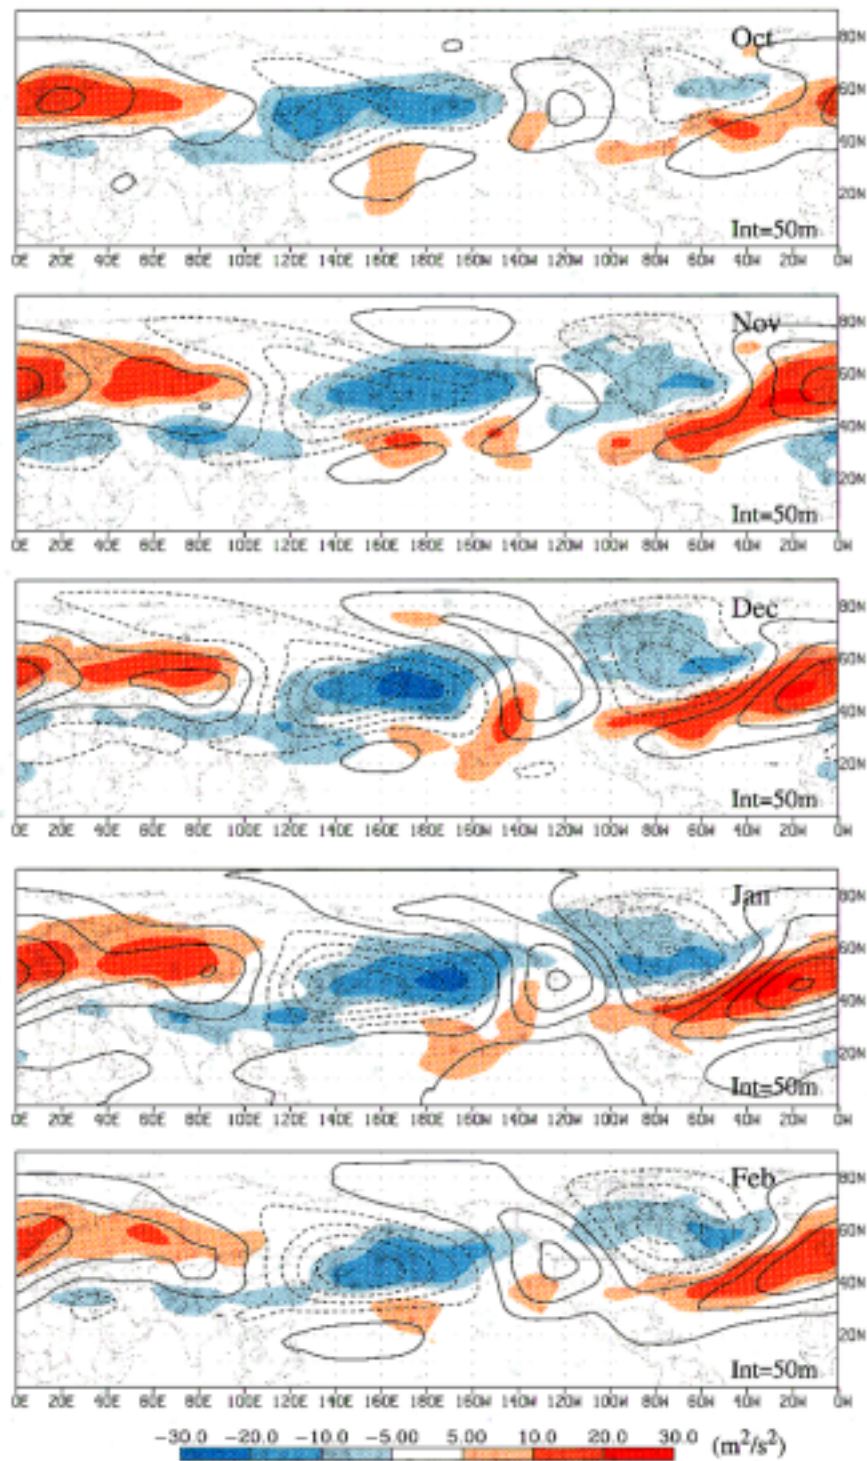 Oct
80N
60N
40N
20N
Int=50m
0E 20E 40E 60E 80E 100E 120E 140E 160E 180E 160W 140W 120W 100W 80W 60W 40W 20W 0W
Nov
80N
60N
40N
20N
Int=50m
0E 20E 40E 60E 80E 100E 120E 140E 160E 180E 160W 140W 120W 100W 80W 60W 40W 20W 0W
Dec
80N
60N
40N
20N
Int=50m
0E 20E 40E 60E 80E 100E 120E 140E 160E 180E 160W 140W 120W 100W 80W 60W 40W 20W 0W
Jan
80N
60N
40N
20N
Int=50m
0E 20E 40E 60E 80E 100E 120E 140E 160E 180E 160W 140W 120W 100W 80W 60W 40W 20W 0W
Feb
80N
60N
40N
20N
Int=50m
0E 20E 40E 60E 80E 100E 120E 140E 160E 180E 160W 140W 120W 100W 80W 60W 40W 20W 0W
-30.0 -20.0 -10.0 -5.00 5.00 10.0 20.0 30.0 (m²/s²)